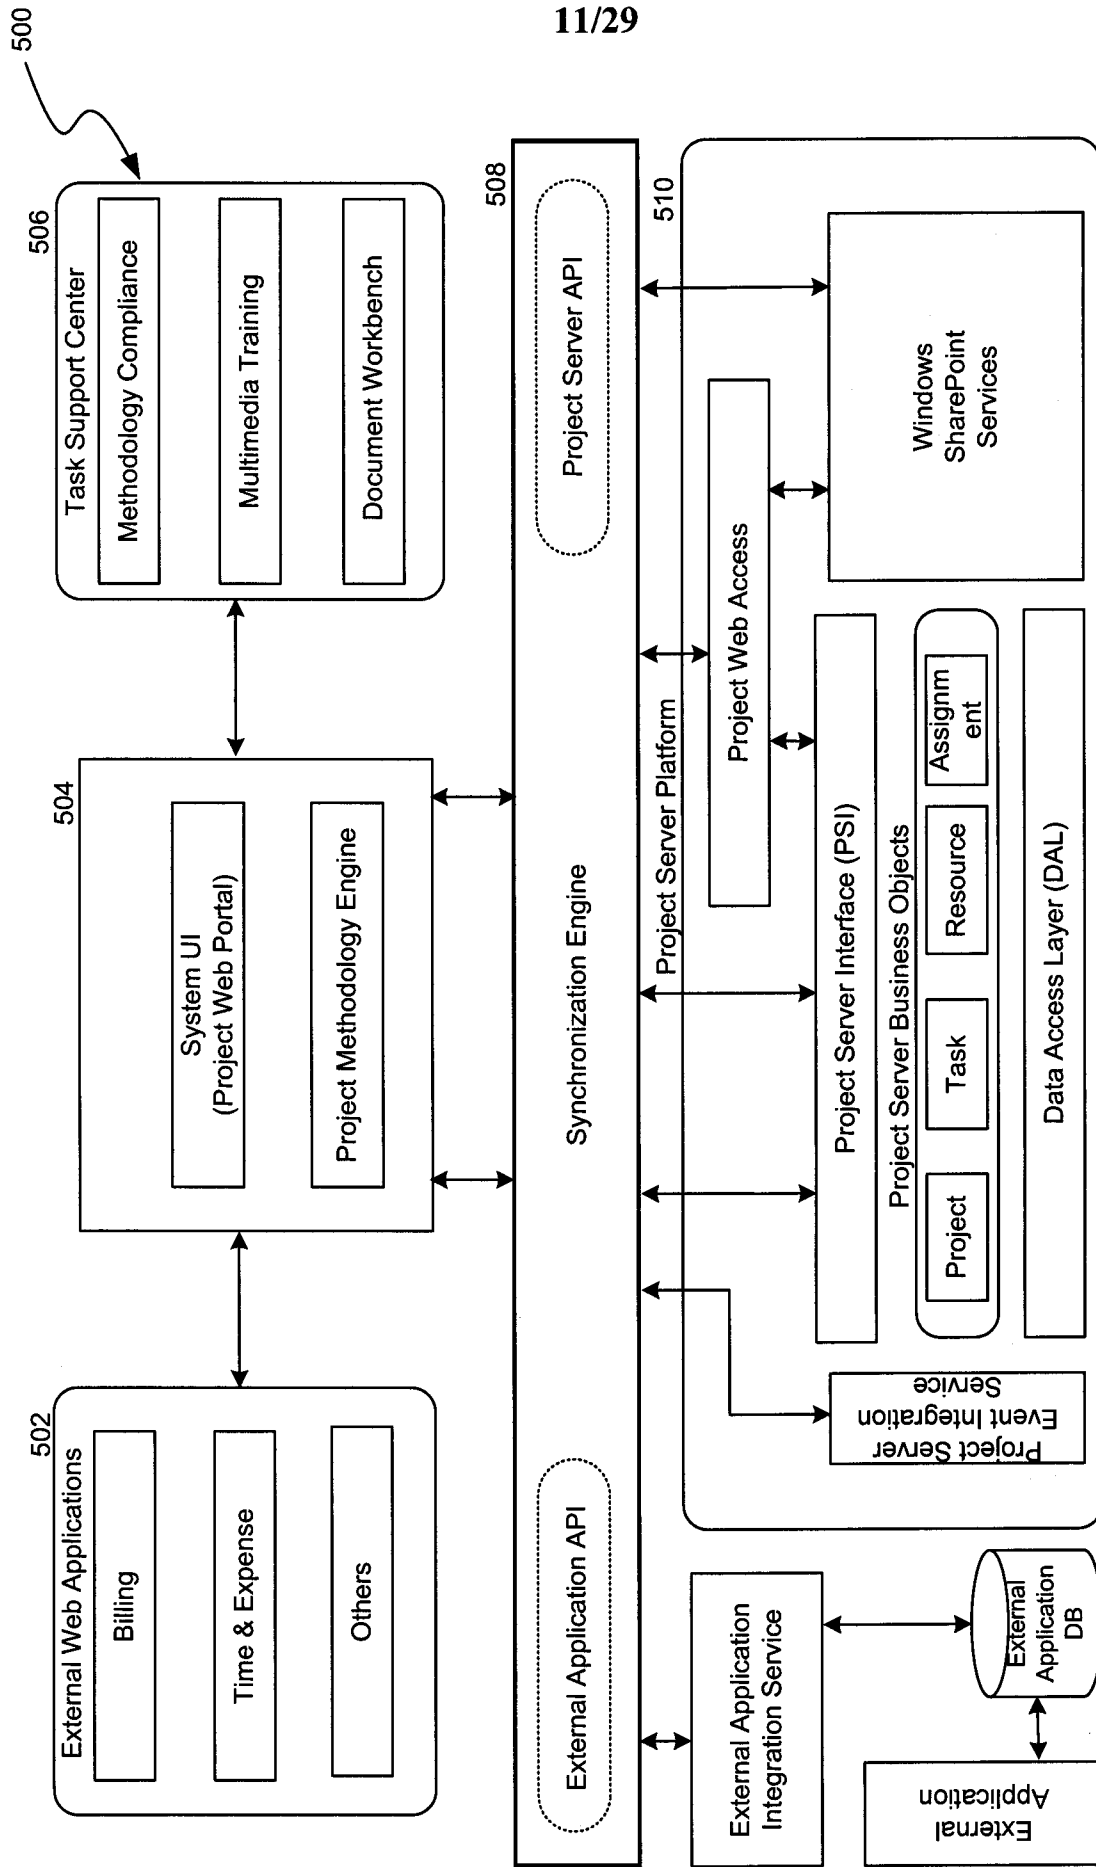 11/29
500
External Web Applications
502
Billing
Time & Expense
Others
504
System UI
(Project Web Portal)
Project Methodology Engine
506
Task Support Center
Methodology Compliance
Multimedia Training
Document Workbench
508
External Application API
Synchronization Engine
Project Server API
510
Project Server Platform
External Application
Integration Service
External
Application
DB
External
Application
Project Server
Event Integration
Service
Project Web Access
Project Server Interface (PSI)
Project Server Business Objects
Project
Task
Resource
Assignm
ent
Data Access Layer (DAL)
Windows
SharePoint
Services